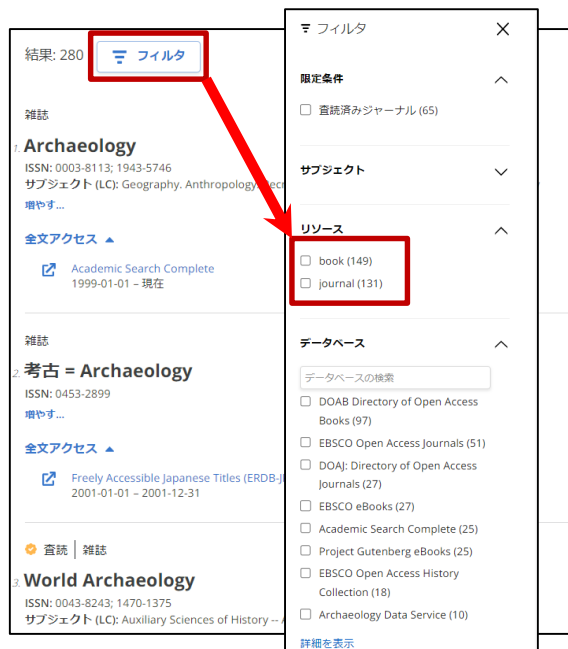 結果: 280
フィルタ
雑誌
1. Archaeology
ISSN: 0003-8113; 1943-5746
サブジェクト (LC): Geography. Anthropology.
増やす...
全文アクセス
Academic Search Complete
1999-01-01 – 現在
雑誌
2. 考古 = Archaeology
ISSN: 0453-2899
増やす...
全文アクセス
Freely Accessible Japanese Titles
2001-01-01 – 2001-12-31
査読 | 雑誌
3. World Archaeology
ISSN: 0043-8243; 1470-1375
サブジェクト (LC): Auxiliary Sciences of History --
フィルタ
限定条件
査読済みジャーナル (65)
サブジェクト
リソース
book (149)
journal (131)
データベース
データベースの検索
DOAB Directory of Open Access
Books (97)
EBSCO Open Access Journals (51)
DOAJ: Directory of Open Access
Journals (27)
EBSCO eBooks (27)
Academic Search Complete (25)
Project Gutenberg eBooks (25)
EBSCO Open Access History
Collection (18)
Archaeology Data Service (10)
詳細を表示